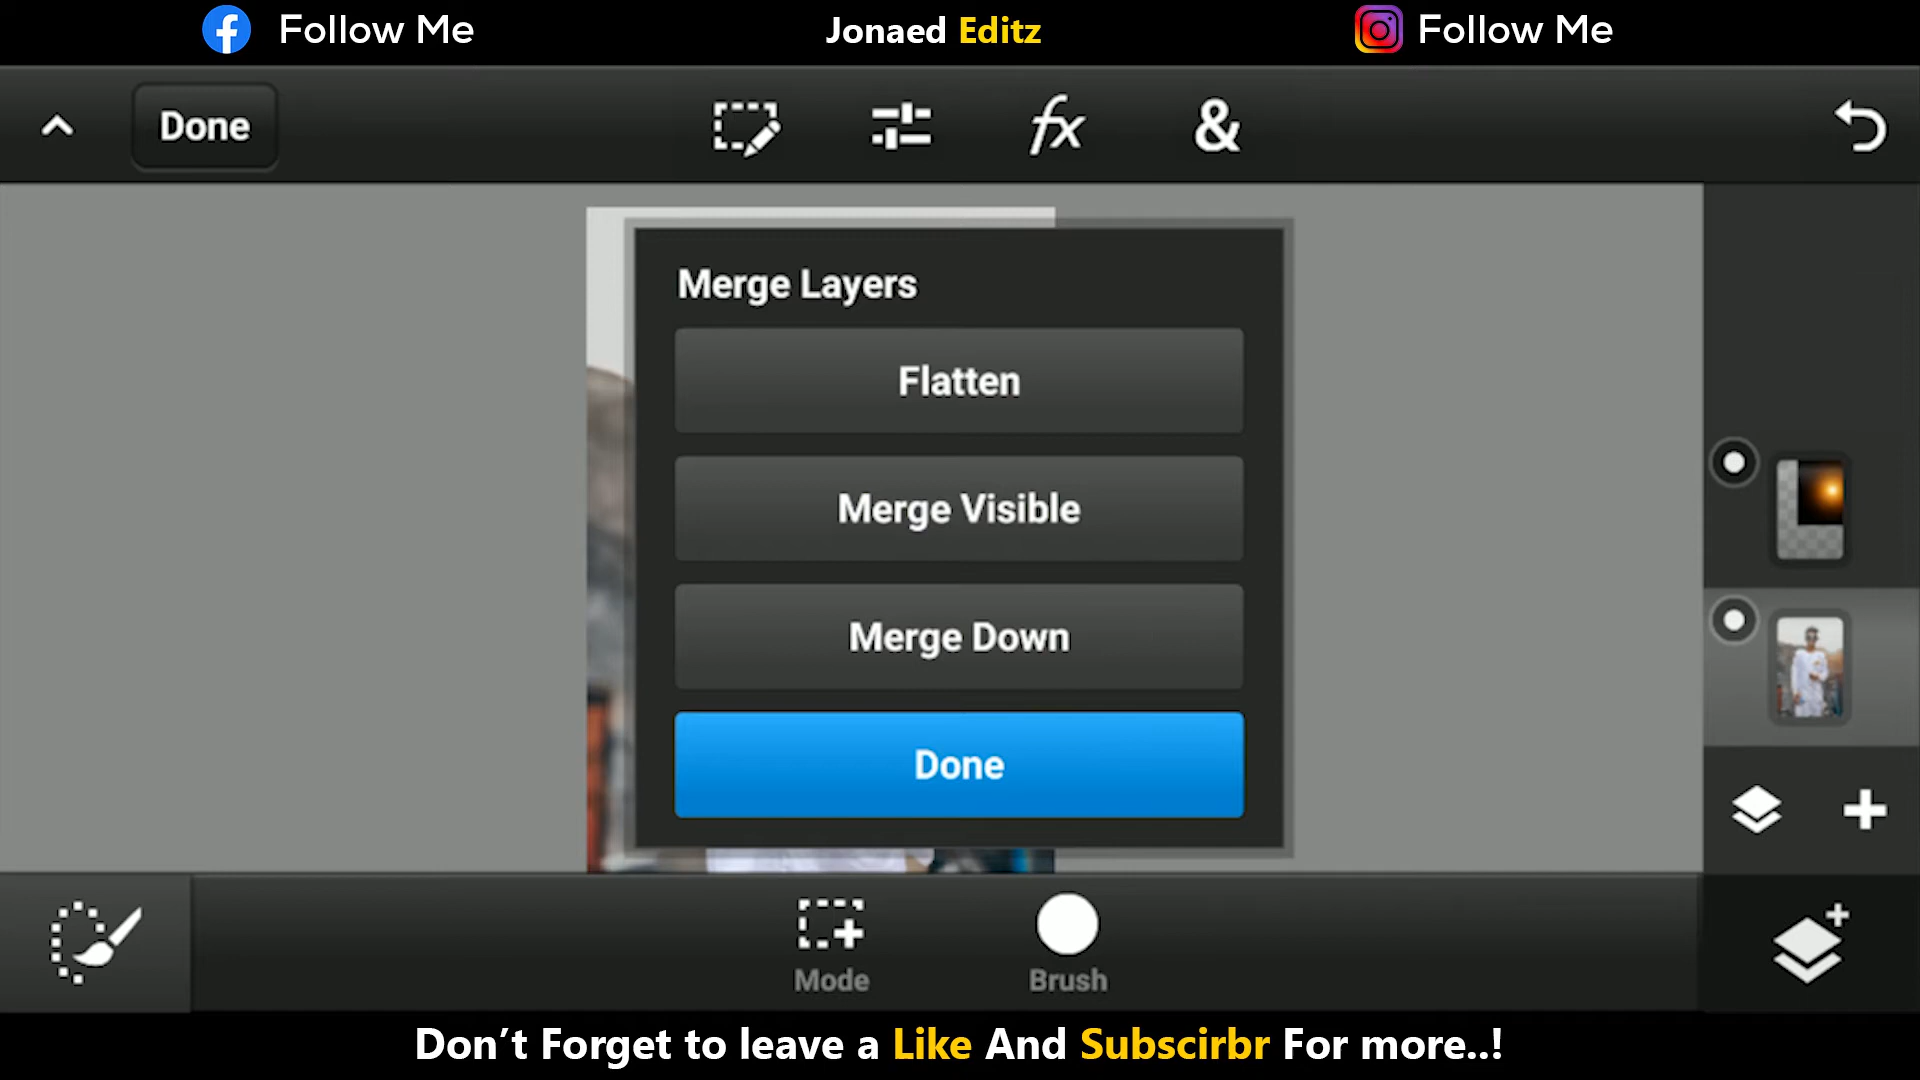 Follow Me
Jonaed Editz
Follow Me
Done
fx
&
Merge Layers
Flatten
Merge Visible
Merge Down
Done
Mode
Brush
Don’t Forget to leave a Like And Subscirbr For more..!